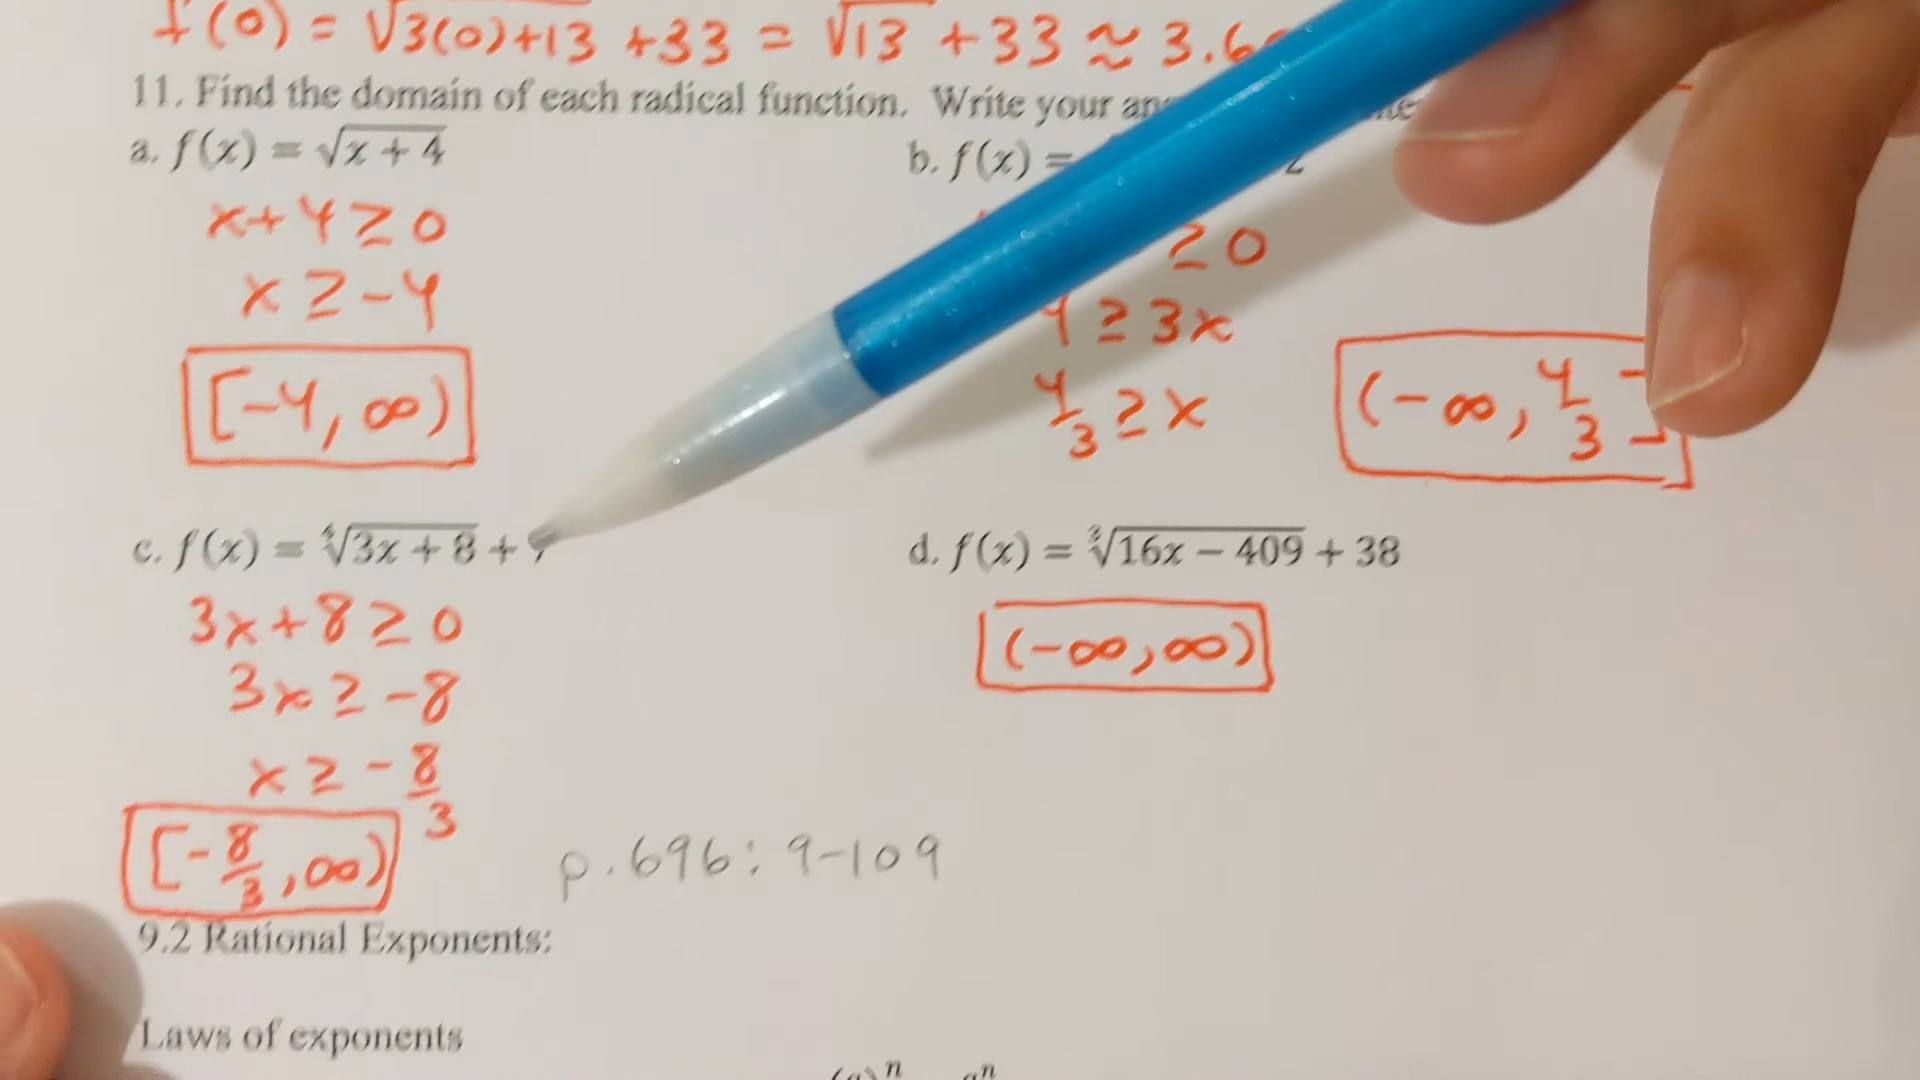 f(0) = √3(0)+13 + 33 = √13 + 33 ≈ 3.6
11. Find the domain of each radical function. Write your
a. f(x) = √x + 4
b. f(x) =
x + 4 ≥ 0
≥ 0
x ≥ -4
4 ≥ 3x
[-4, ∞)
4/3 ≥ x
(-∞, 4/3]
c. f(x) = ∜3x + 8 +
d. f(x) = ∛16x − 409 + 38
3x + 8 ≥ 0
(-∞, ∞)
3x ≥ -8
x ≥ -8/3
[-8/3, ∞)
p. 696: 9-109
9.2 Rational Exponents:
Laws of exponents